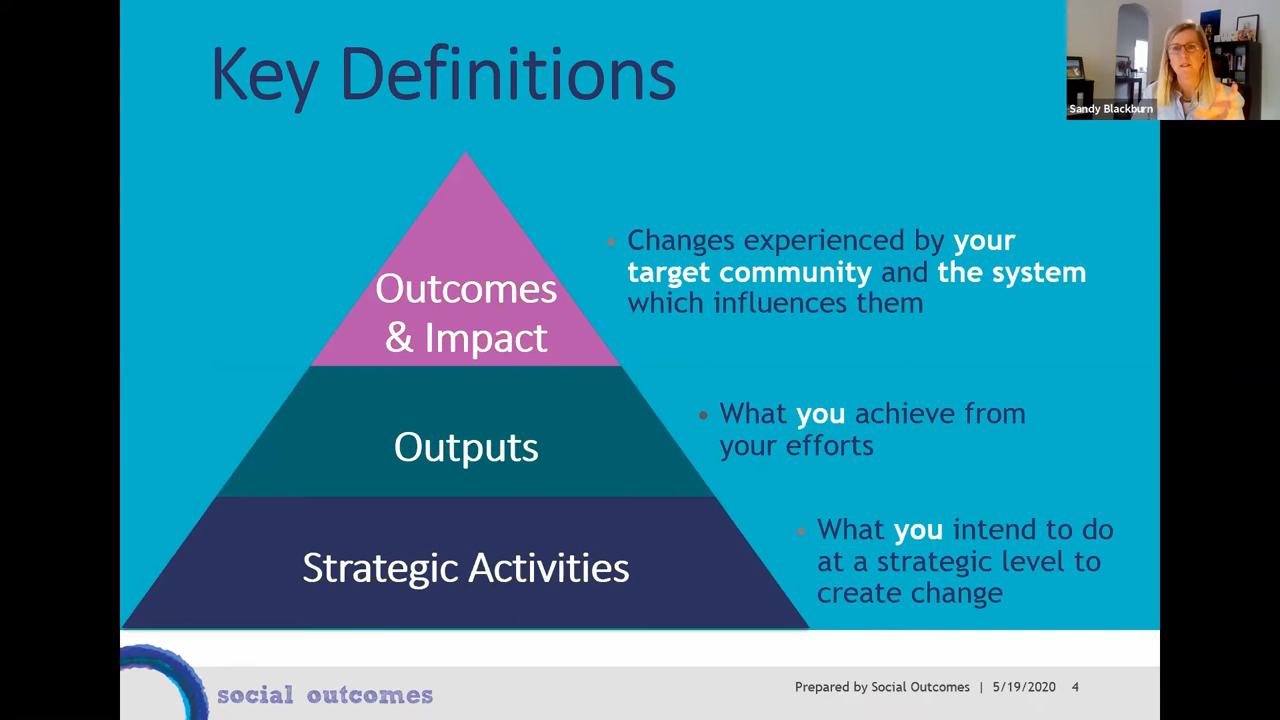 Key Definitions
Sandy Blackburn
Outcomes
& Impact
Changes experienced by your
target community and the system
which influences them
Outputs
What you achieve from
your efforts
Strategic Activities
What you intend to do
at a strategic level to
create change
social outcomes
Prepared by Social Outcomes | 5/19/2020 4